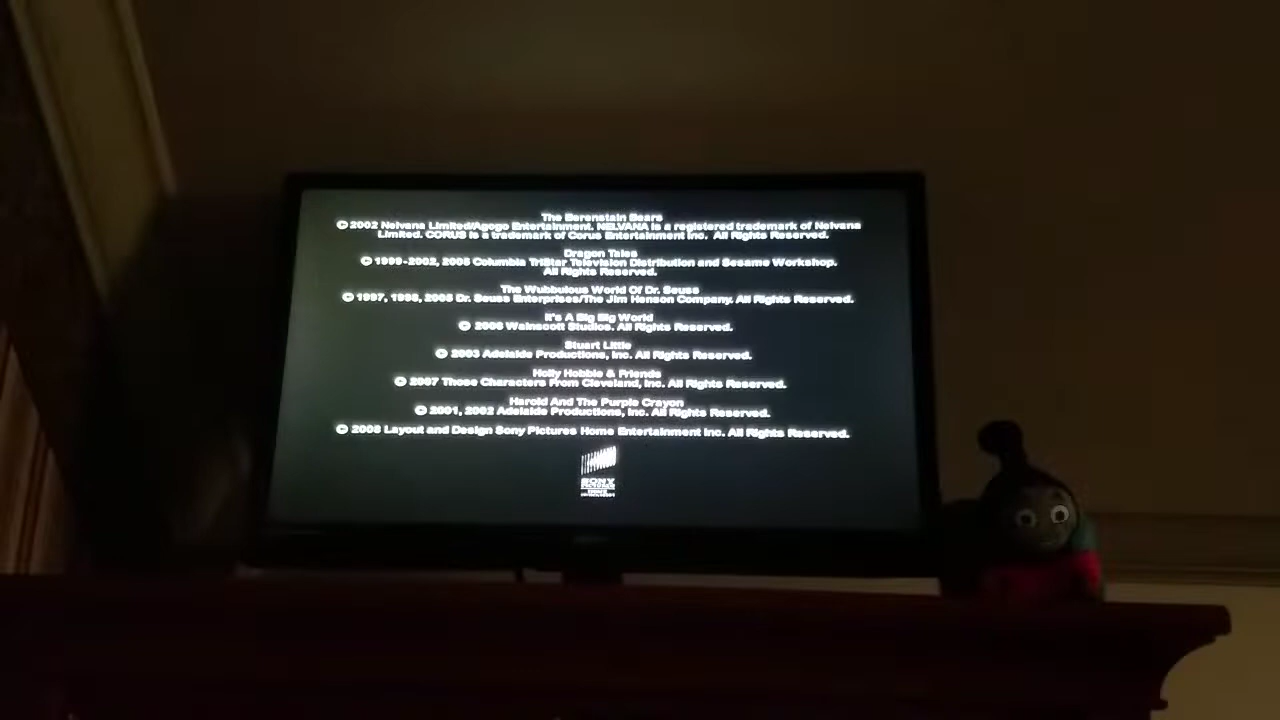 The Berenstain Bears
© 2002 Nelvana Limited/Agogo Entertainment. NELVANA is a registered trademark of Nelvana
Limited. CORUS is a trademark of Corus Entertainment Inc. All Rights Reserved.
Dragon Tales
© 1999-2002, 2005 Columbia TriStar Television Distribution and Sesame Workshop.
All Rights Reserved.
The Wubbulous World Of Dr. Seuss
© 1997, 1998, 2005 Dr. Seuss Enterprises/The Jim Henson Company. All Rights Reserved.
It's A Big Big World
© 2006 Wainscott Studios. All Rights Reserved.
Stuart Little
© 2003 Adelaide Productions, Inc. All Rights Reserved.
Holly Hobbie & Friends
© 2007 Those Characters From Cleveland, Inc. All Rights Reserved.
Harold And The Purple Crayon
© 2001, 2002 Adelaide Productions, Inc. All Rights Reserved.
© 2008 Layout and Design Sony Pictures Home Entertainment Inc. All Rights Reserved.
SONY
PICTURES
HOME